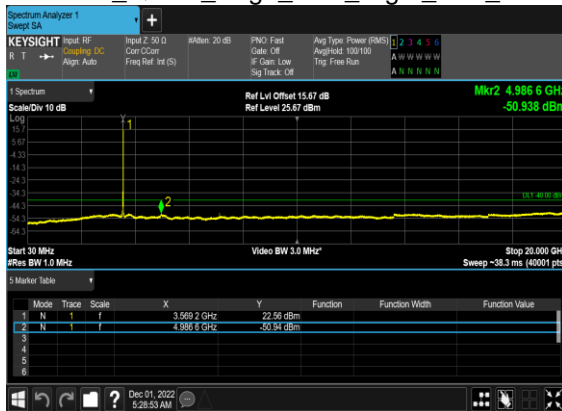 Spectrum Analyzer 1
Swept SA
+
KEYSIGHT Input: RF Input Z: 50 Ω #Atten: 20 dB PNO: Fast Avg Type: Power (RMS) 1 2 3 4 5 6
R T Coupling: DC Corr CCorr Gate: Off Avg|Hold: 100/100 A W W W W W
Align: Auto Freq Ref: Int (S) IF Gain: Low Trig: Free Run
LXI Sig Track: Off A N N N N N
1 Spectrum Ref Lvl Offset 15.67 dB Mkr2 4.986 6 GHz
Scale/Div 10 dB Ref Level 25.67 dBm -50.938 dBm
Log
15.7
5.67
-4.33
-14.3
-24.3
-34.3
-44.3
-54.3
-64.3
1
2
DL1 -40.00 dBm
Start 30 MHz Video BW 3.0 MHz* Stop 20.000 GHz
#Res BW 1.0 MHz Sweep ~38.3 ms (40001 pts)
5 Marker Table
Mode Trace Scale X Y Function Function Width Function Value
1 N 1 f 3.569 2 GHz 22.56 dBm
2 N 1 f 4.986 6 GHz -50.94 dBm
3
4
5
6
? Dec 01, 2022
5:28:53 AM